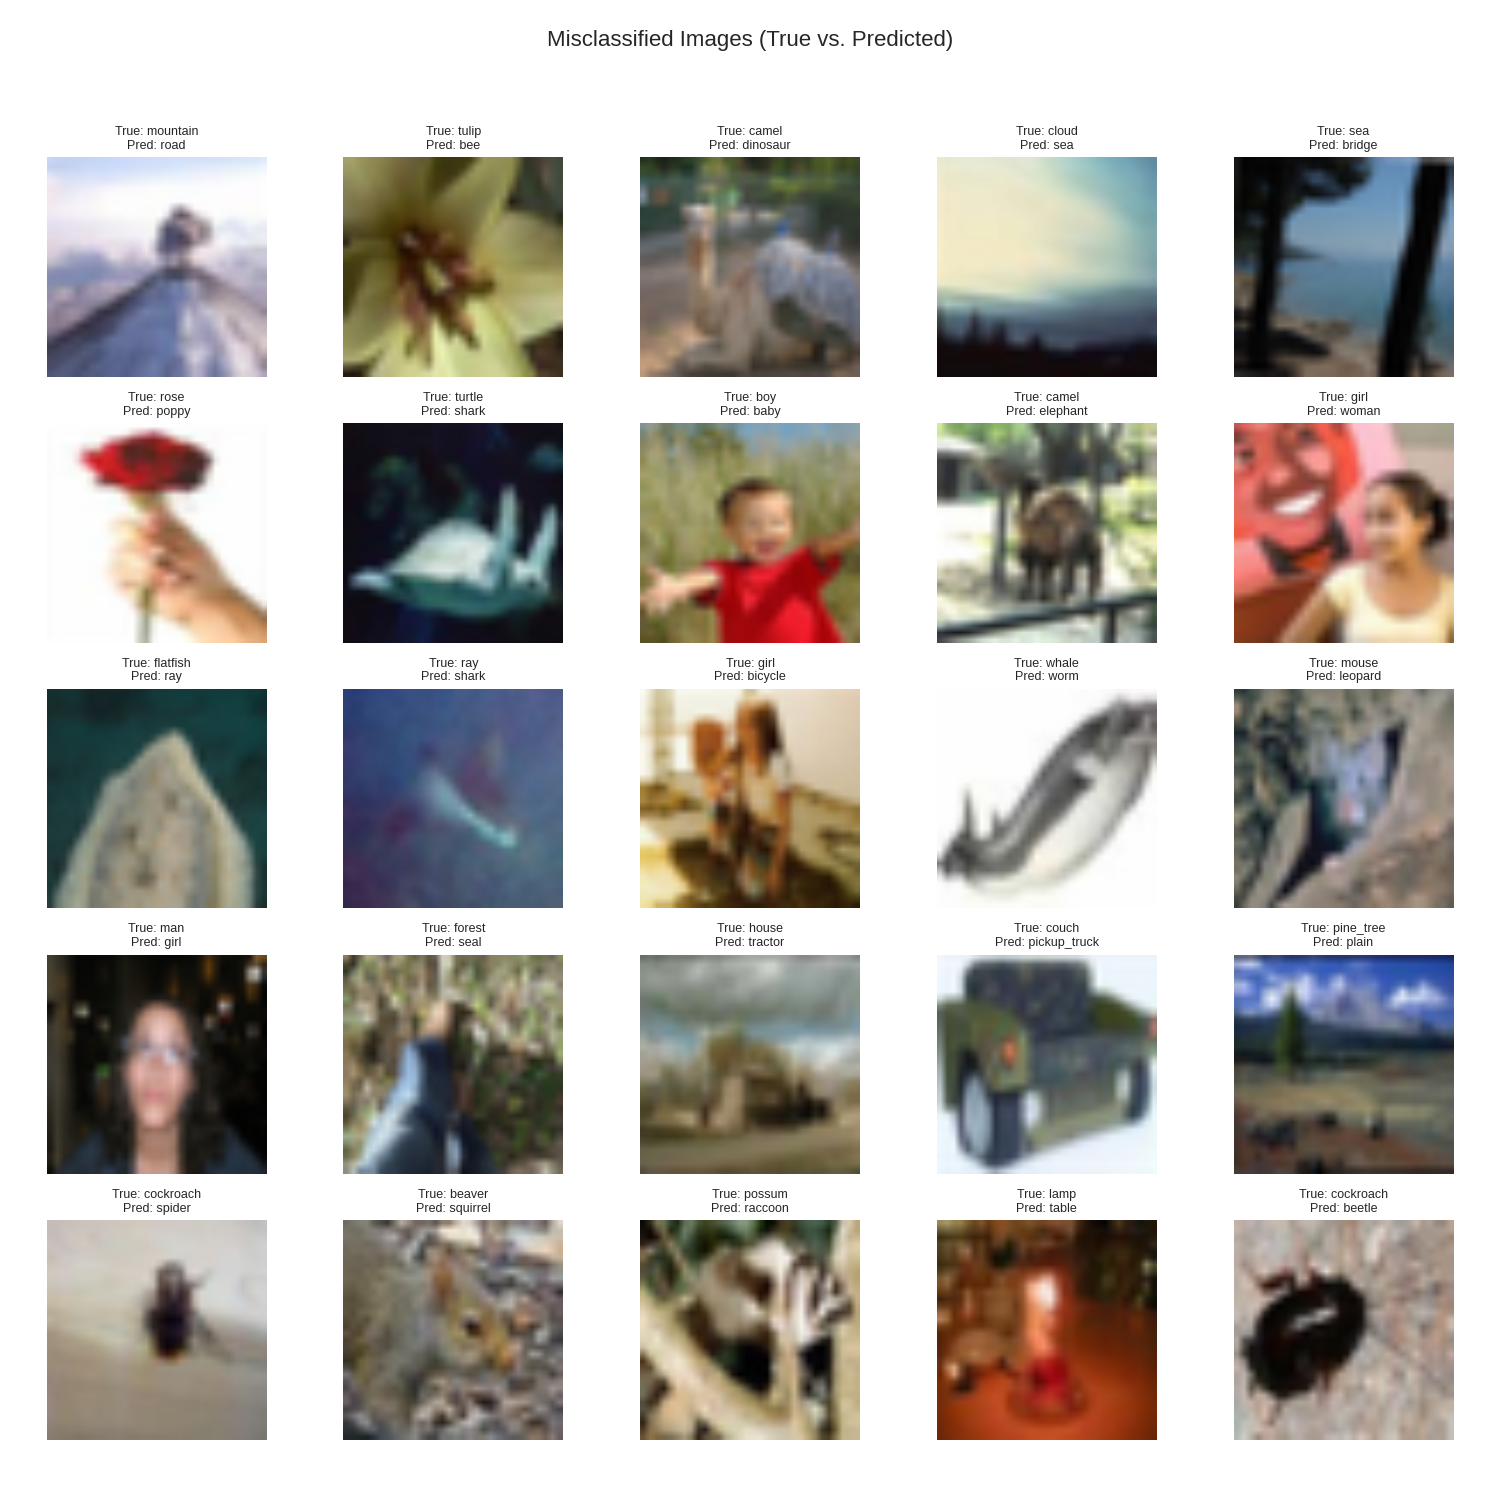 Misclassified Images (True vs. Predicted)
True: mountain
Pred: road
True: tulip
Pred: bee
True: camel
Pred: dinosaur
True: cloud
Pred: sea
True: sea
Pred: bridge
True: rose
Pred: poppy
True: turtle
Pred: shark
True: boy
Pred: baby
True: camel
Pred: elephant
True: girl
Pred: woman
True: flatfish
Pred: ray
True: ray
Pred: shark
True: girl
Pred: bicycle
True: whale
Pred: worm
True: mouse
Pred: leopard
True: man
Pred: girl
True: forest
Pred: seal
True: house
Pred: tractor
True: couch
Pred: pickup_truck
True: pine_tree
Pred: plain
True: cockroach
Pred: spider
True: beaver
Pred: squirrel
True: possum
Pred: raccoon
True: lamp
Pred: table
True: cockroach
Pred: beetle